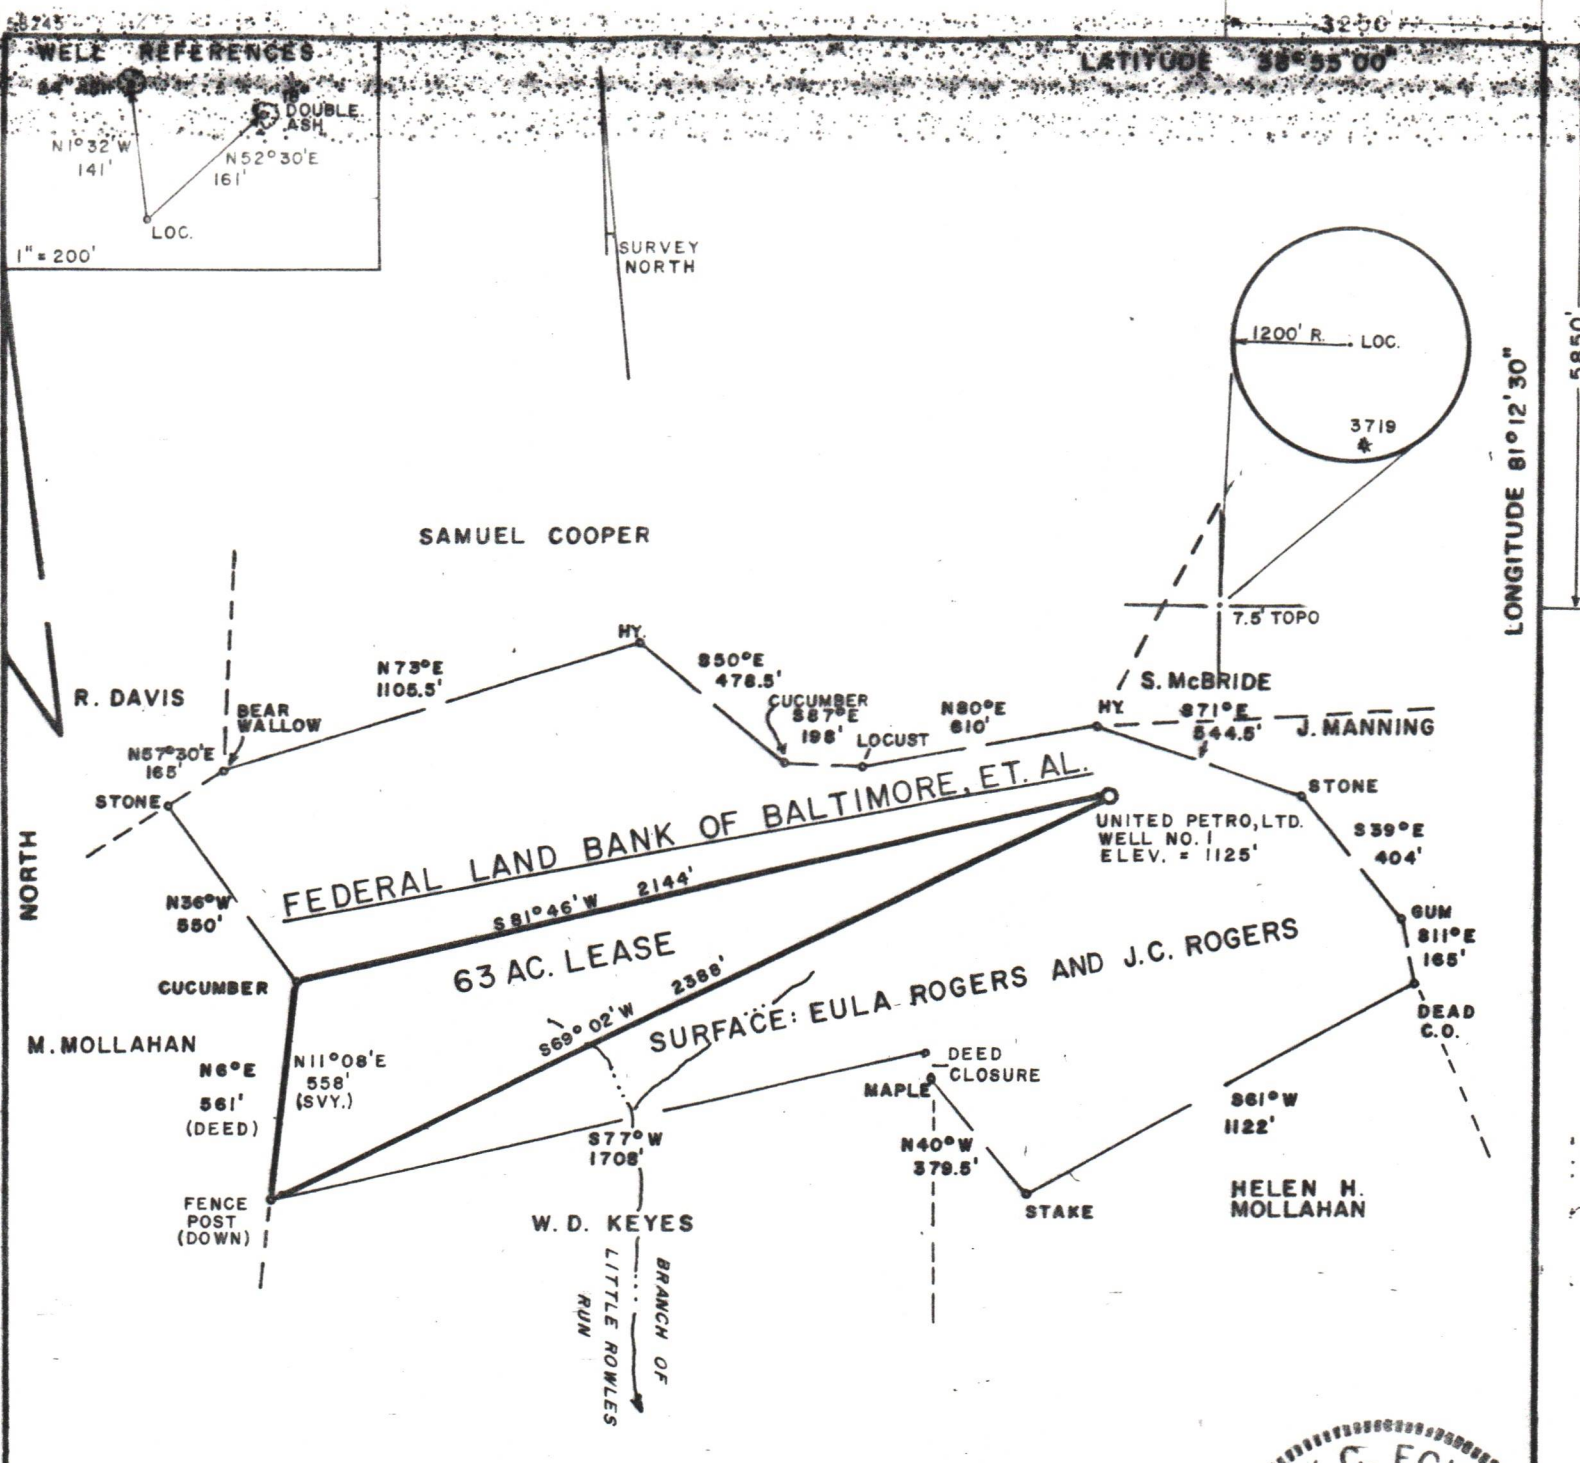 3200'
WELL REFERENCES
LATITUDE 38°55'00"
DOUBLE
ASH
N1°32'W
141'
N52°30'E
161'
LOC.
1" = 200'
SURVEY
NORTH
1200' R.
LOC.
3719
5850'
LONGITUDE 81°12'30"
7.5' TOPO
SAMUEL COOPER
HY.
N73°E
1105.5'
S50°E
478.5'
S. McBRIDE
R. DAVIS
BEAR
WALLOW
CUCUMBER
S87°E
198'
N80°E
610'
HY.
S71°E
544.5'
J. MANNING
N57°30'E
165'
LOCUST
STONE
STONE
FEDERAL LAND BANK OF BALTIMORE, ET. AL.
UNITED PETRO, LTD.
WELL NO. 1
ELEV. = 1125'
S39°E
404'
NORTH
N36°W
550'
S81°46'W 2144'
GUM
S11°E
165'
63 AC. LEASE
CUCUMBER
S69°02'W 2388'
SURFACE: EULA ROGERS AND J.C. ROGERS
DEAD
C.O.
M. MOLLAHAN
N6°E
561'
(DEED)
N11°08'E
558'
(SVY.)
DEED
CLOSURE
MAPLE
S61°W
1122'
S77°W
1708'
N40°W
379.5'
FENCE
POST
(DOWN)
STAKE
HELEN H.
MOLLAHAN
W. D. KEYES
BRANCH OF
LITTLE ROWLES
RUN